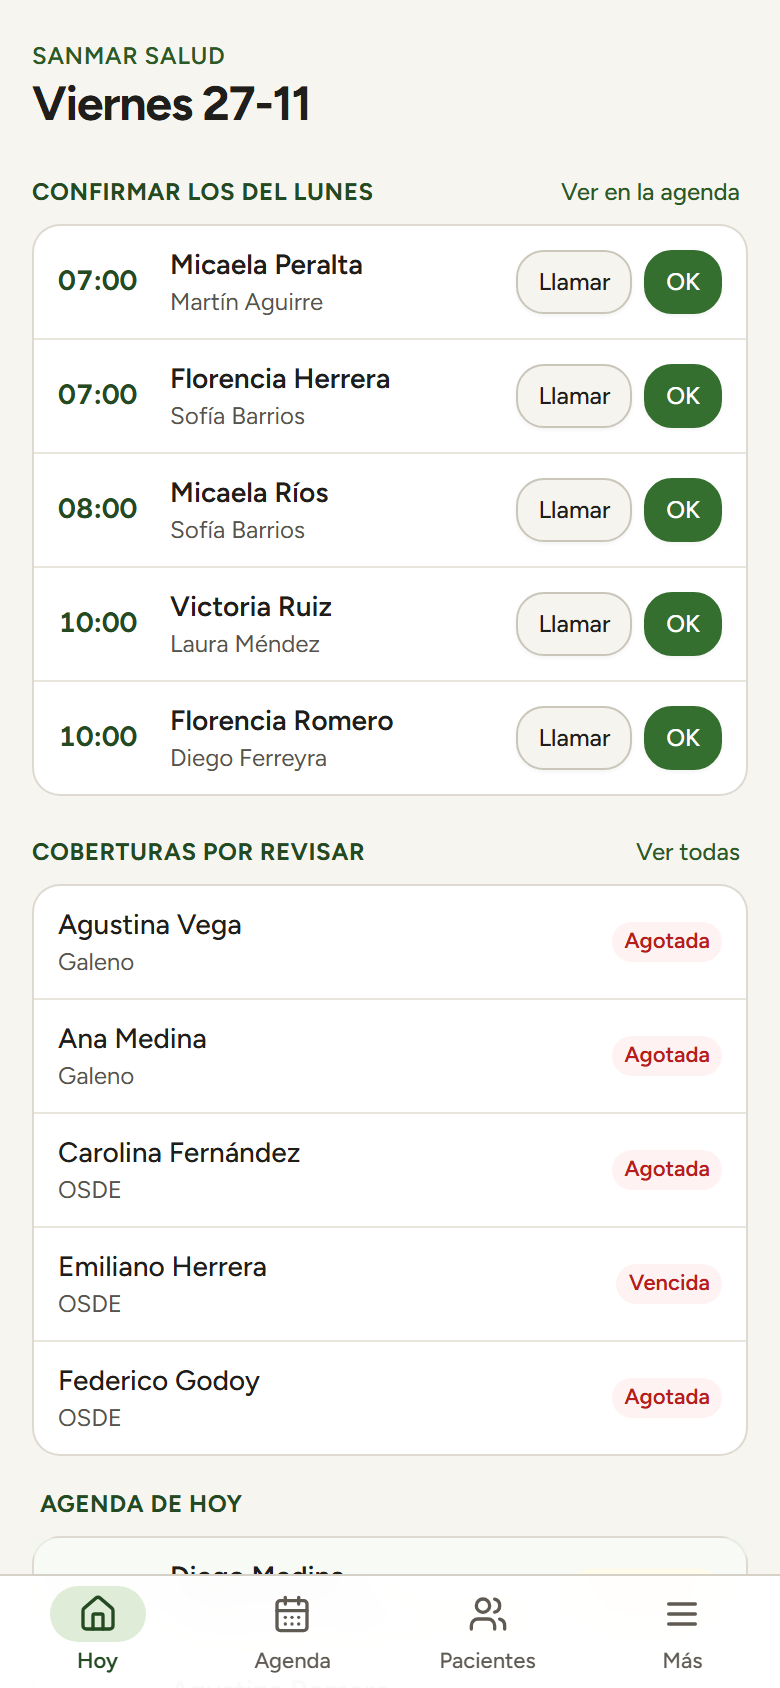 SANMAR SALUD
Viernes 27-11
CONFIRMAR LOS DEL LUNES Ver en la agenda
07:00 Micaela Peralta Llamar OK
Martín Aguirre
07:00 Florencia Herrera Llamar OK
Sofía Barrios
08:00 Micaela Ríos Llamar OK
Sofía Barrios
10:00 Victoria Ruiz Llamar OK
Laura Méndez
10:00 Florencia Romero Llamar OK
Diego Ferreyra
COBERTURAS POR REVISAR Ver todas
Agustina Vega Agotada
Galeno
Ana Medina Agotada
Galeno
Carolina Fernández Agotada
OSDE
Emiliano Herrera Vencida
OSDE
Federico Godoy Agotada
OSDE
AGENDA DE HOY
Diego Medina
Hoy Agenda Pacientes Más